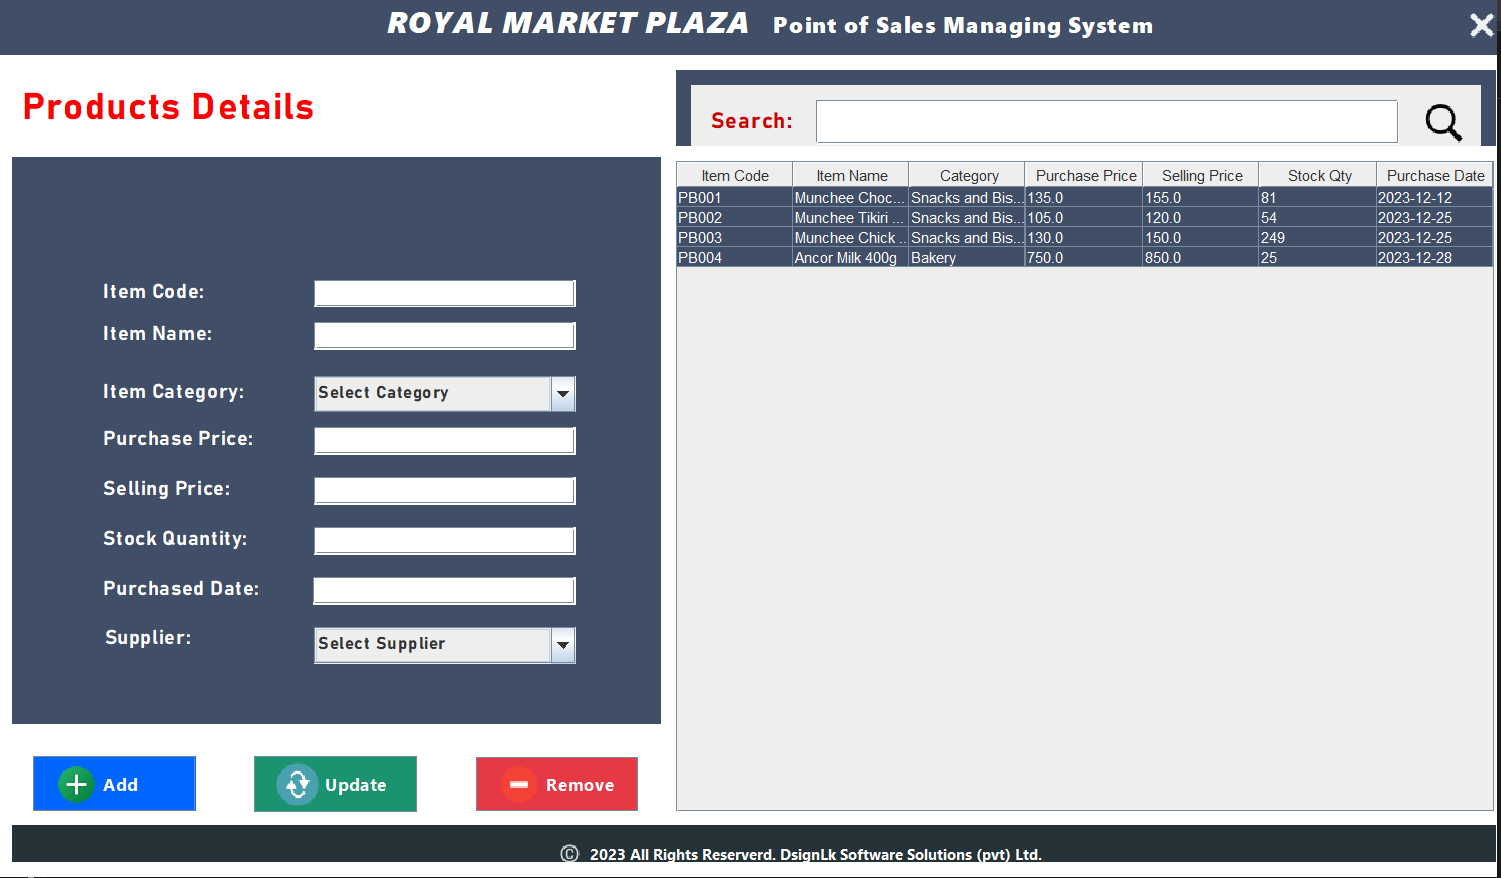 ROYAL MARKET PLAZA Point of Sales Managing System
Products Details
Search:
Item Code:
Item Name:
Item Category: Select Category
Purchase Price:
Selling Price:
Stock Quantity:
Purchased Date:
Supplier: Select Supplier
Add Update Remove
Item Code Item Name Category Purchase Price Selling Price Stock Qty Purchase Date
PB001 Munchee Choc... Snacks and Bis... 135.0 155.0 81 2023-12-12
PB002 Munchee Tikiri ... Snacks and Bis... 105.0 120.0 54 2023-12-25
PB003 Munchee Chick .. Snacks and Bis... 130.0 150.0 249 2023-12-25
PB004 Ancor Milk 400g Bakery 750.0 850.0 25 2023-12-28
© 2023 All Rights Reserverd. DsignLk Software Solutions (pvt) Ltd.